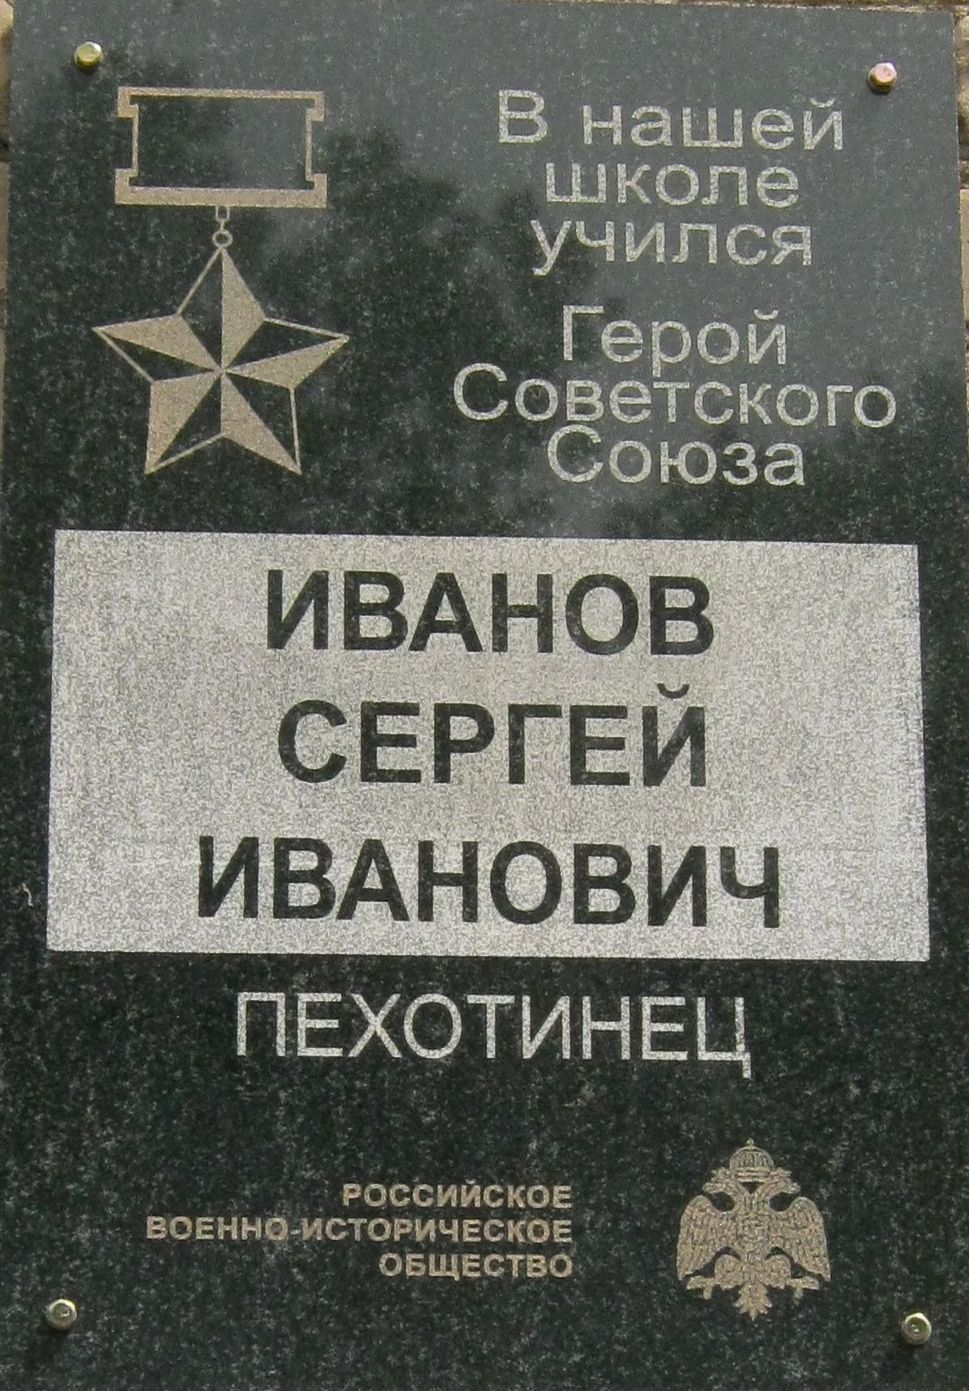 В нашей
школе
учился
Герой
Советского
Союза
ИВАНОВ
СЕРГЕЙ
ИВАНОВИЧ
ПЕХОТИНЕЦ
РОССИЙСКОЕ
ВОЕННО-ИСТОРИЧЕСКОЕ
ОБЩЕСТВО